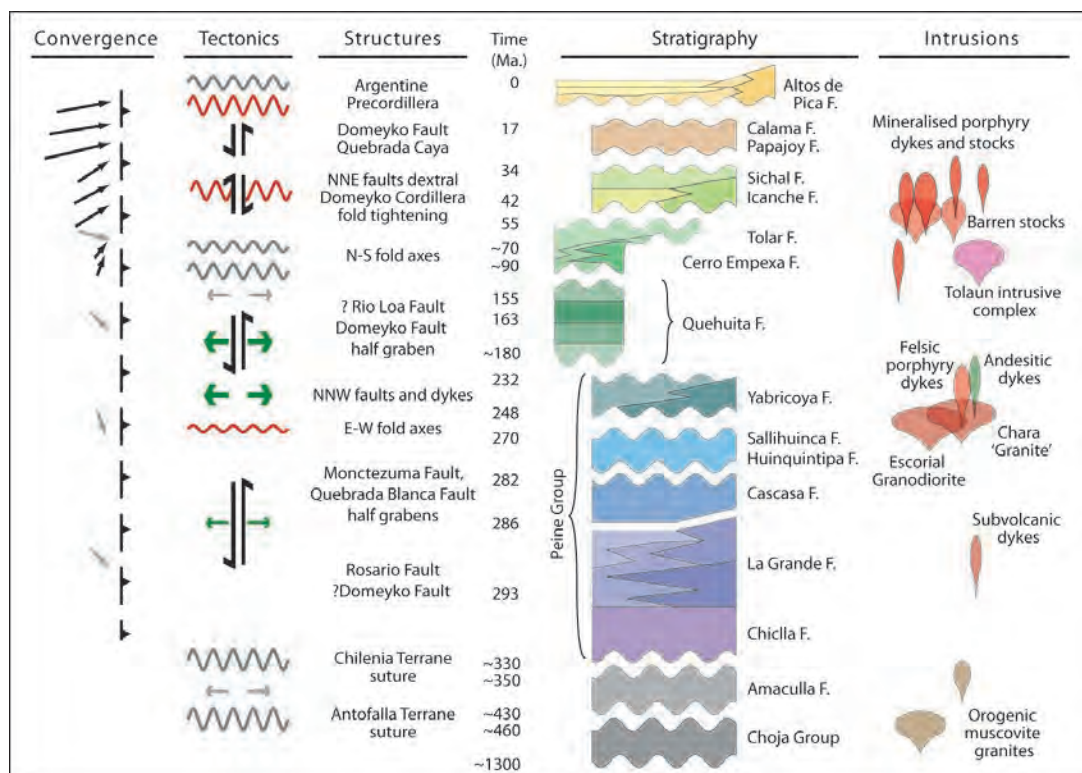 Convergence
Tectonics
Structures
Time
(Ma.)
Stratigraphy
Intrusions
Argentine
Precordillera
Domeyko Fault
Quebrada Caya
NNE faults dextral
Domeyko Cordillera
fold tightening
N-S fold axes
? Rio Loa Fault
Domeyko Fault
half graben
NNW faults and dykes
E-W fold axes
Monctezuma Fault,
Quebrada Blanca Fault
half grabens
Rosario Fault
?Domeyko Fault
Chilenia Terrane
suture
Antofalla Terrane
suture
0
17
34
42
55
~70
~90
155
163
~180
232
248
270
282
286
293
~330
~350
~430
~460
~1300
Altos de
Pica F.
Calama F.
Papajoy F.
Sichal F.
Icanche F.
Tolar F.
Cerro Empexa F.
Quehuita F.
Peine Group
Yabricoya F.
Sallihuinca F.
Huinquintipa F.
Cascasa F.
La Grande F.
Chiclla F.
Amaculla F.
Choja Group
Mineralised porphyry
dykes and stocks
Barren stocks
Tolaun intrusive
complex
Felsic
porphyry
dykes
Andesitic
dykes
Chara
'Granite'
Escorial
Granodiorite
Subvolcanic
dykes
Orogenic
muscovite
granites